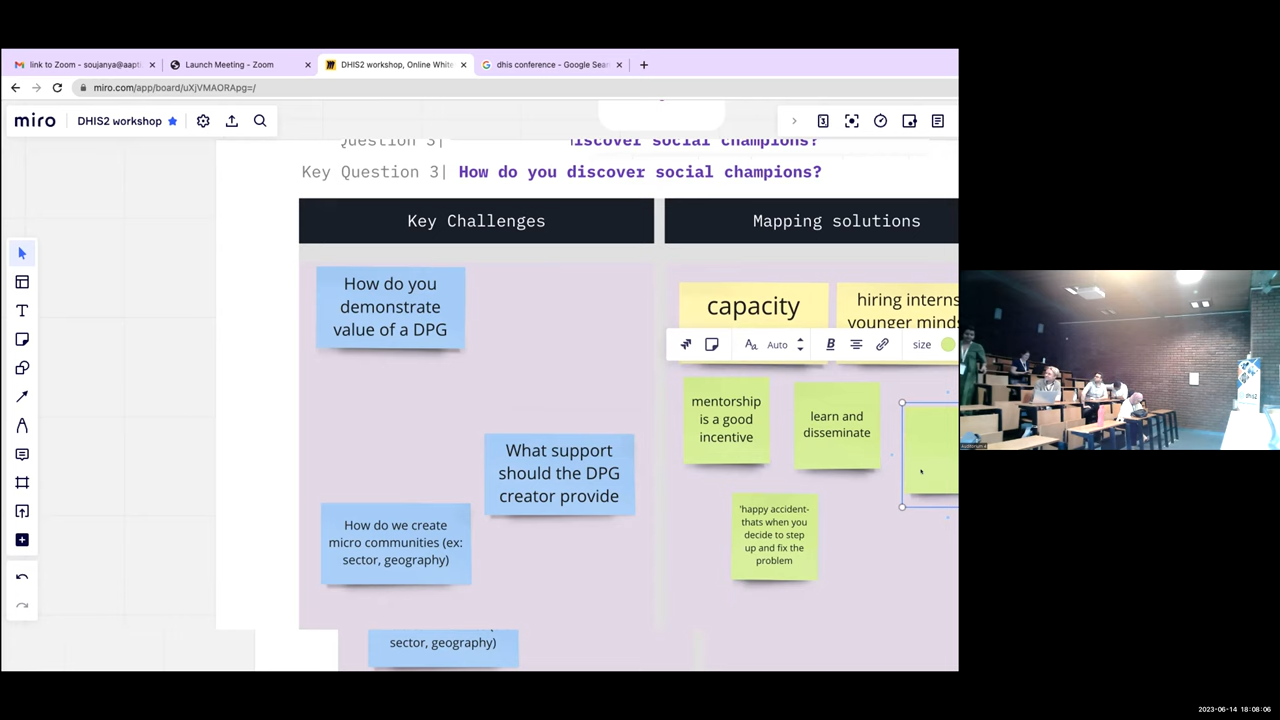 link to Zoom - soujanya@aapti
Launch Meeting - Zoom
DHIS2 workshop, Online White
dhis conference - Google Sear
miro.com/app/board/uXjVMAORApg=/
miro
DHIS2 workshop
Question 3|
discover social champions?
Key Question 3| How do you discover social champions?
Key Challenges
Mapping solutions
How do you
demonstrate
value of a DPG
What support
should the DPG
creator provide
How do we create
micro communities (ex:
sector, geography)
sector, geography)
capacity
hiring interns
younger minds
Auto
B
size
mentorship
is a good
incentive
learn and
disseminate
'happy accident-
thats when you
decide to step
up and fix the
problem
DHIS2
2023-06-14 18:08:06